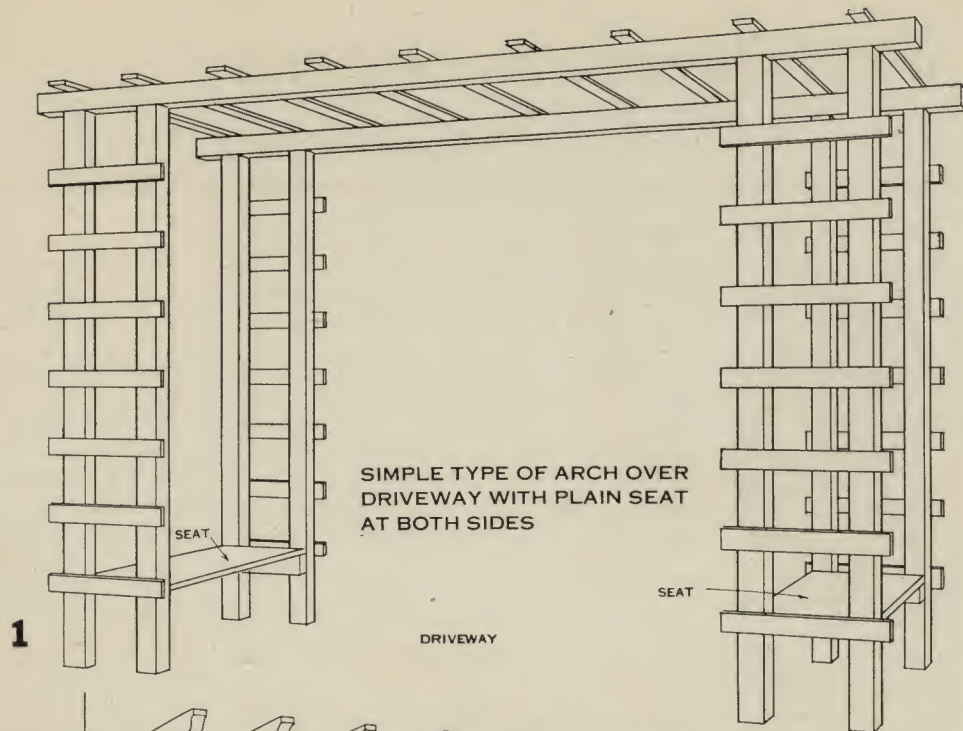 SIMPLE TYPE OF ARCH OVER
DRIVEWAY WITH PLAIN SEAT
AT BOTH SIDES
SEAT
SEAT
1
DRIVEWAY